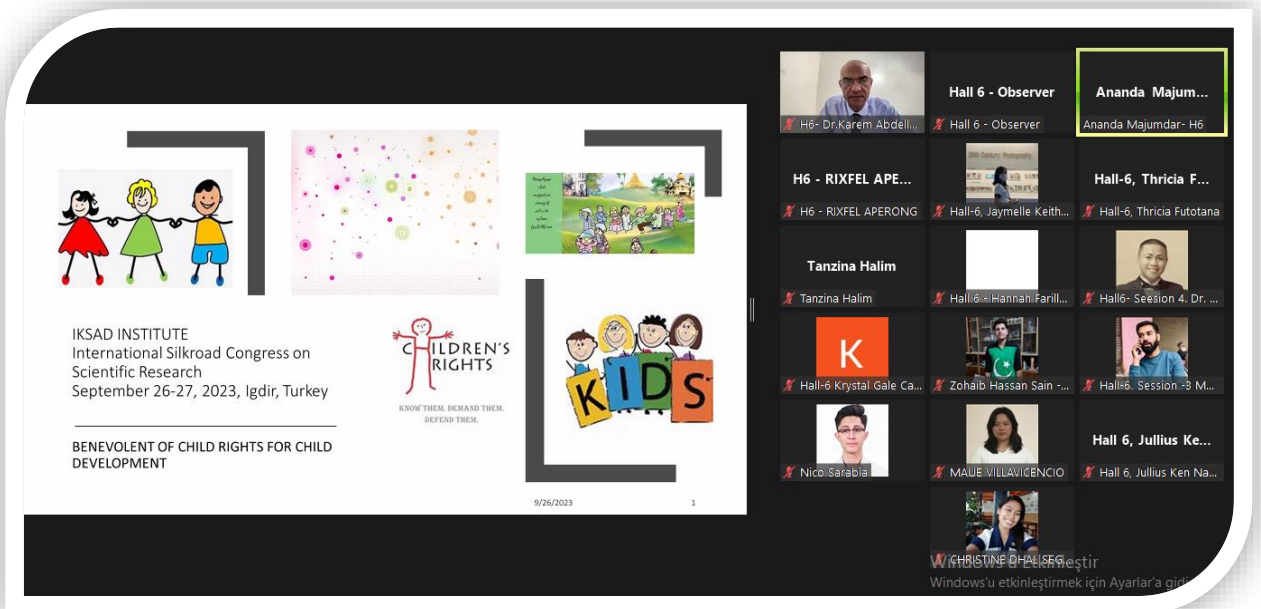 IKSAD INSTITUTE
International Silkroad Congress on
Scientific Research
September 26-27, 2023, Igdir, Turkey
BENEVOLENT OF CHILD RIGHTS FOR CHILD
DEVELOPMENT
CHILDREN'S
RIGHTS
KNOW THEM. DEMAND THEM.
DEFEND THEM.
KIDS
9/26/2023
1
H6- Dr.Karem Abdell...
Hall 6 - Observer
Hall 6 - Observer
Ananda Majum...
Ananda Majumdar- H6
H6 - RIXFEL APE...
H6 - RIXFEL APERONG
Hall-6, Jaymelle Keith...
Hall-6, Thricia F...
Hall-6, Thricia Futotana
Tanzina Halim
Tanzina Halim
Hall 6 - Hannah Farill...
Hall6- Seesion 4. Dr. ...
K
Hall-6 Krystal Gale Ca...
Zohaib Hassan Sain -...
Hall-6. Session -3 M...
Nico Sarabia
MAUE VILLAVICENCIO
Hall 6, Jullius Ke...
Hall 6, Jullius Ken Na...
CHRISTINE DHALSEG...
Windows'u Etkinleştir
Windows'u etkinleştirmek için Ayarlar'a gidi